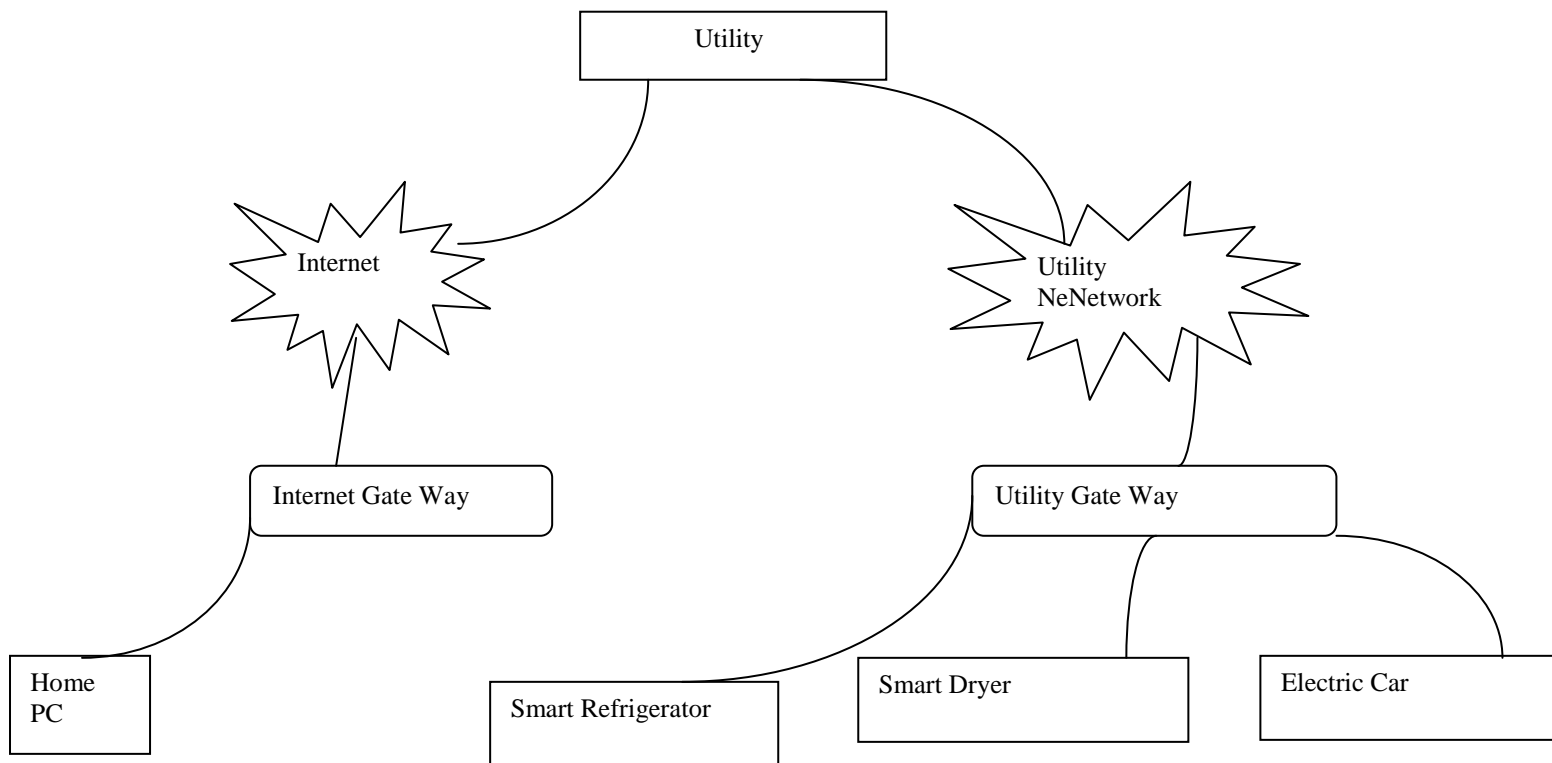 Utility
Internet
Utility
NeNetwork
Internet Gate Way
Utility Gate Way
Home
PC
Smart Refrigerator
Smart Dryer
Electric Car